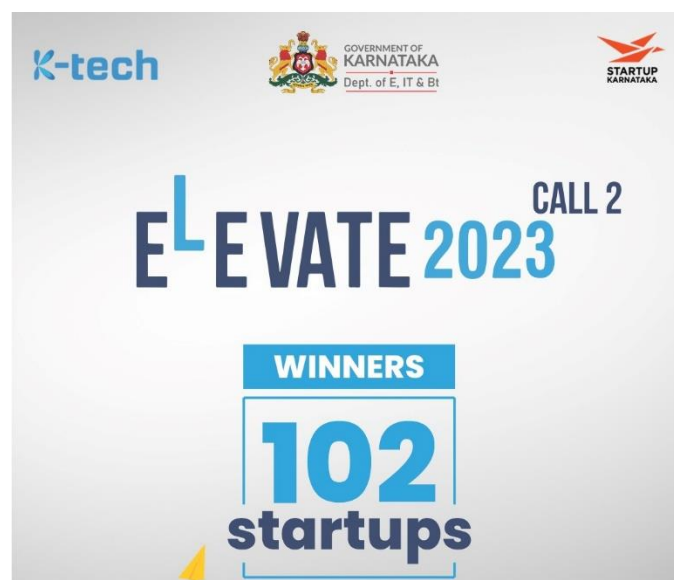 K-tech
GOVERNMENT OF
KARNATAKA
Dept. of E, IT & Bt
STARTUP
KARNATAKA
ELEVATE 2023 CALL 2
WINNERS
102
startups